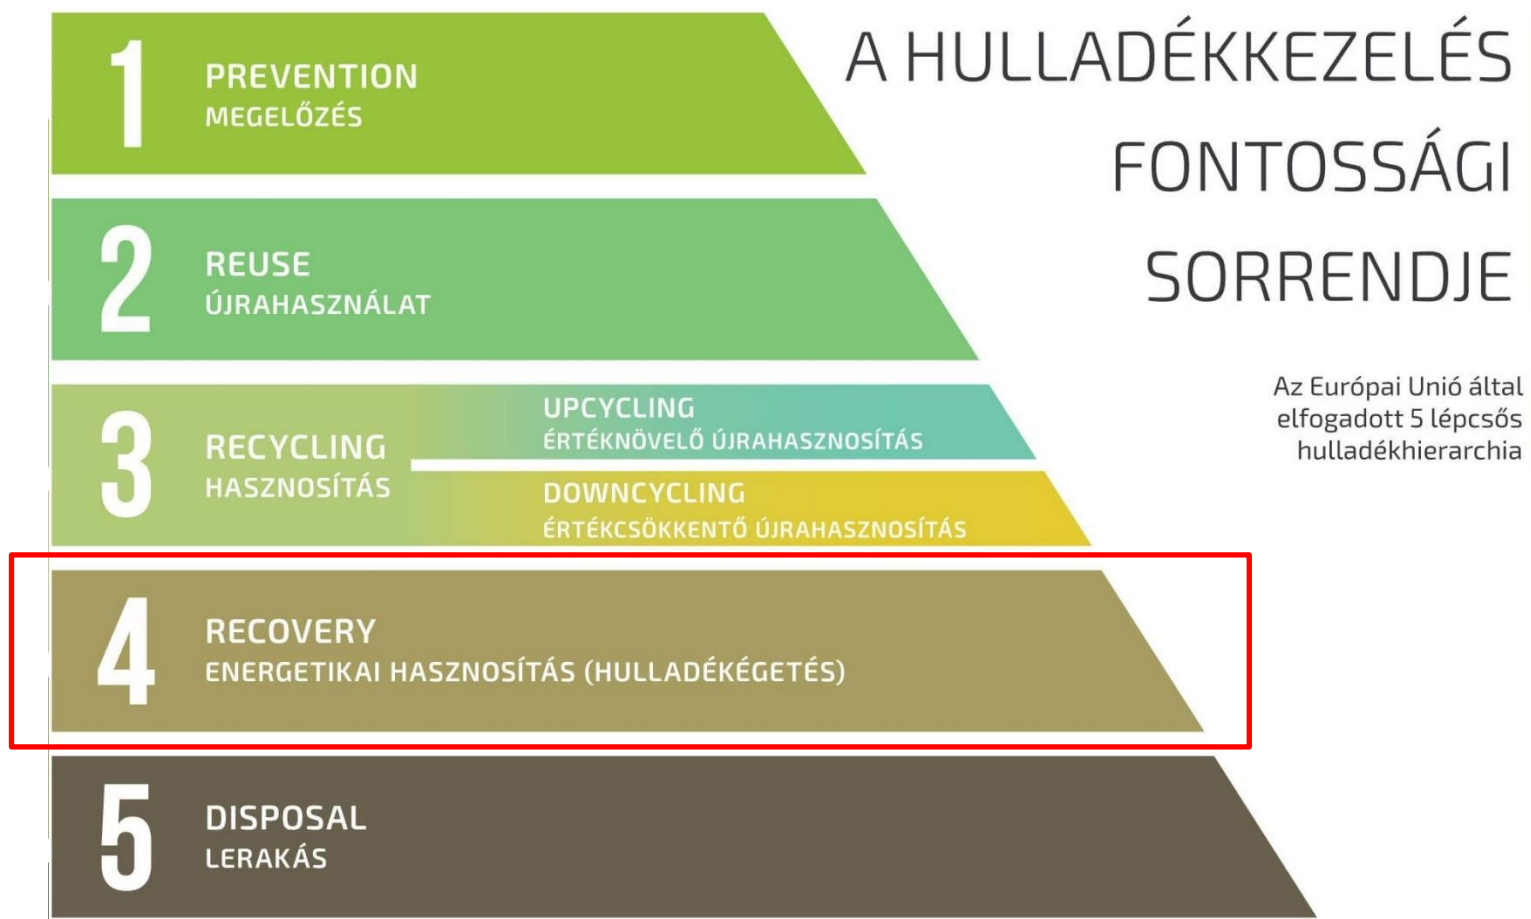 A HULLADÉKKEZELÉS
FONTOSSÁGI
SORRENDJE
Az Európai Unió által
elfogadott 5 lépcsős
hulladékhierarchia
1
PREVENTION
MEGELŐZÉS
2
REUSE
ÚJRAHASZNÁLAT
3
RECYCLING
HASZNOSÍTÁS
UPCYCLING
ÉRTÉKNÖVELŐ ÚJRAHASZNOSÍTÁS
DOWNCYCLING
ÉRTÉKCSÖKKENTŐ ÚJRAHASZNOSÍTÁS
4
RECOVERY
ENERGETIKAI HASZNOSÍTÁS (HULLADÉKÉGETÉS)
5
DISPOSAL
LERAKÁS